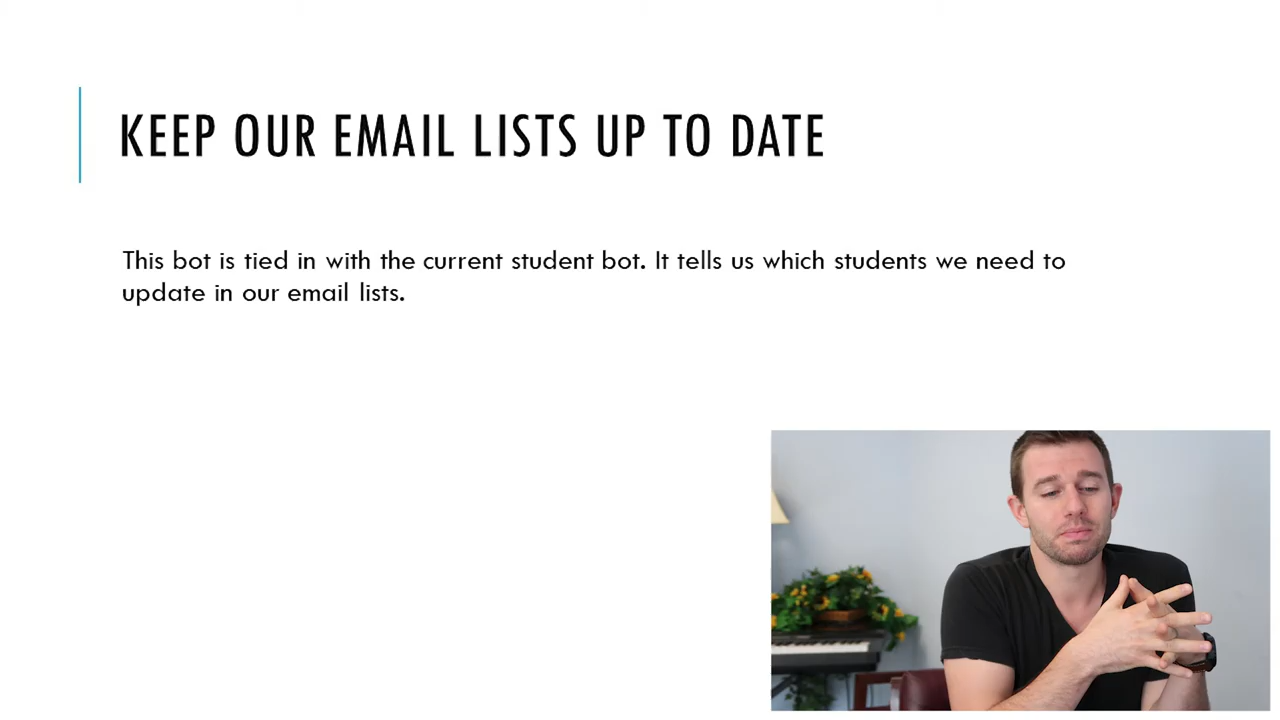 KEEP OUR EMAIL LISTS UP TO DATE
This bot is tied in with the current student bot. It tells us which students we need to
update in our email lists.